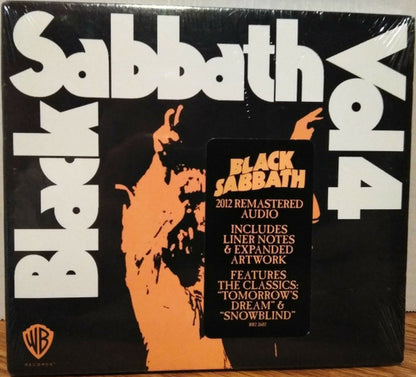 Black Sabbath Vol 4
BLACK
SABBATH
2012 REMASTERED
AUDIO
INCLUDES
LINER NOTES
& EXPANDED
ARTWORK
FEATURES
THE CLASSICS:
"TOMORROW'S
DREAM" &
"SNOWBLIND"
WB
RECORDS